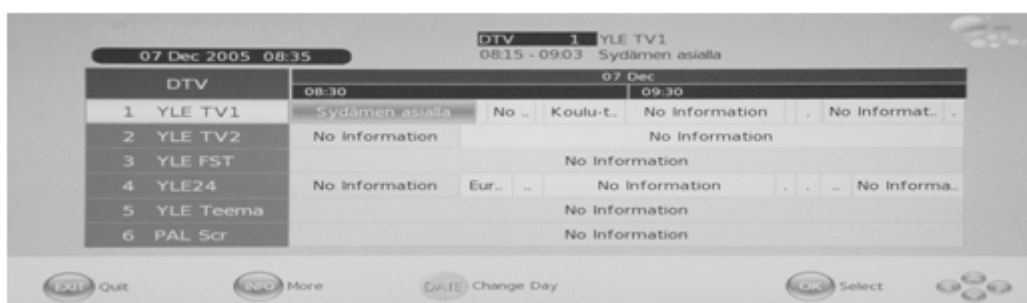 DTV 1 YLE TV1
07 Dec 2005 08:35 08:15 - 09:03 Sydämen asialla
DTV 07 Dec
08:30 09:30
1 YLE TV1 Sydämen asialla No .. Koulu-t.. No Information . No Informat.. .
2 YLE TV2 No Information No Information
3 YLE FST No Information
4 YLE24 No Information Eur.. .. No Information . . .. No Informa..
5 YLE Teema No Information
6 PAL Scr No Information
EXIT Quit INFO More DATE Change Day OK Select